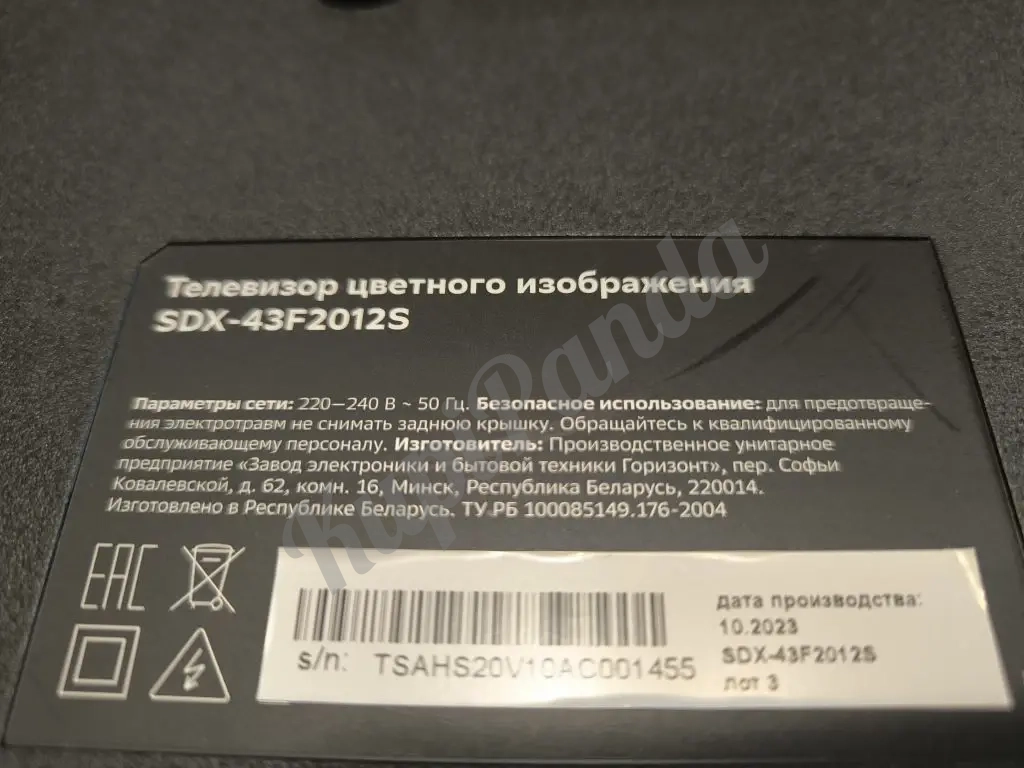 Телевизор цветного изображения
SDX-43F2012S
Параметры сети: 220—240 В ~ 50 Гц. Безопасное использование: для предотвраще-
ния электротравм не снимать заднюю крышку. Обращайтесь к квалифицированному
обслуживающему персоналу. Изготовитель: Производственное унитарное
предприятие «Завод электроники и бытовой техники Горизонт», пер. Софьи
Ковалевской, д. 62, комн. 16, Минск, Республика Беларусь, 220014.
Изготовлено в Республике Беларусь. ТУ РБ 100085149.176-2004
EAC
дата производства:
10.2023
SDX-43F2012S
лот 3
s/n: TSAHS20V10AC001455
KupiPanda